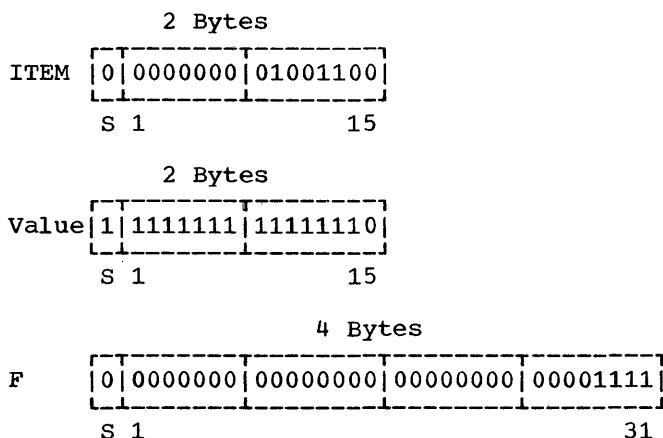 2 Bytes
ITEM |0|0000000|01001100|
S 1 15
2 Bytes
Value|1|1111111|11111110|
S 1 15
4 Bytes
F |0|0000000|00000000|00000000|00001111|
S 1 31